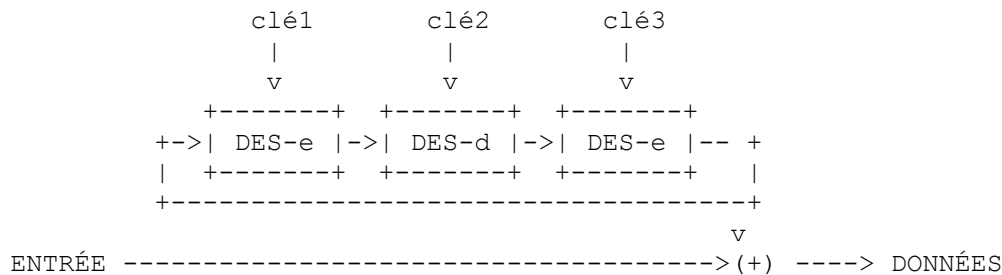 clé1 clé2 clé3
| | |
v v v
+-------+ +-------+ +-------+
+->| DES-e |->| DES-d |->| DES-e |-- +
| +-------+ +-------+ +-------+ |
+--------------------------------------+
v
ENTRÉE --------------------------------------->(+) ----> DONNÉES